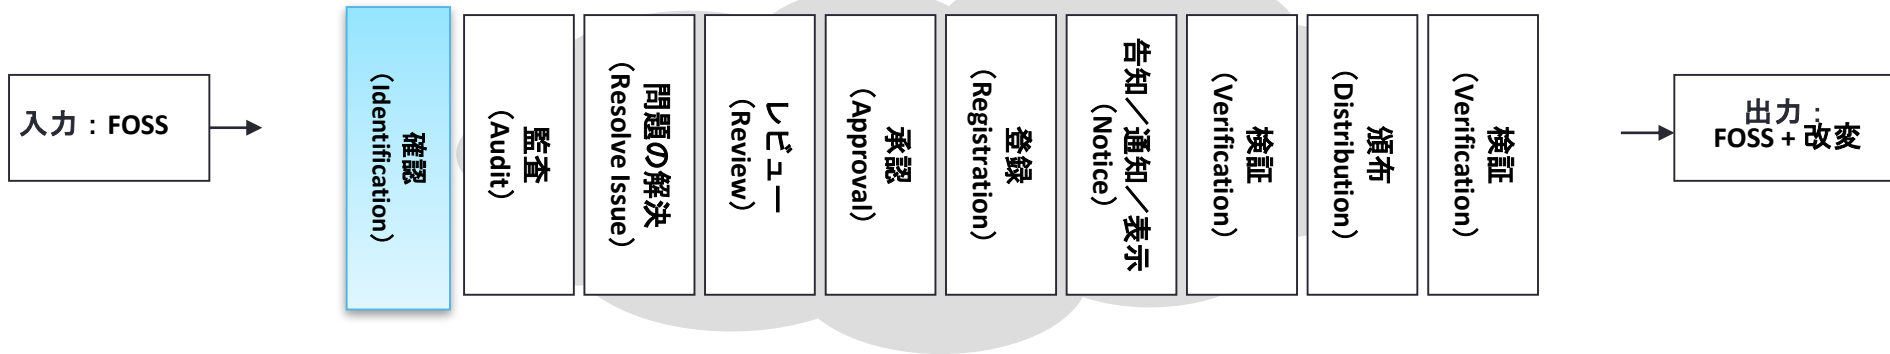 入力：FOSS
確認
（Identification）
監査
（Audit）
問題の解決
（Resolve Issue）
レビュー
（Review）
承認
（Approval）
登録
（Registration）
告知／通知／表示
（Notice）
検証
（Verification）
頒布
（Distribution）
検証
（Verification）
出力：
FOSS + 改変